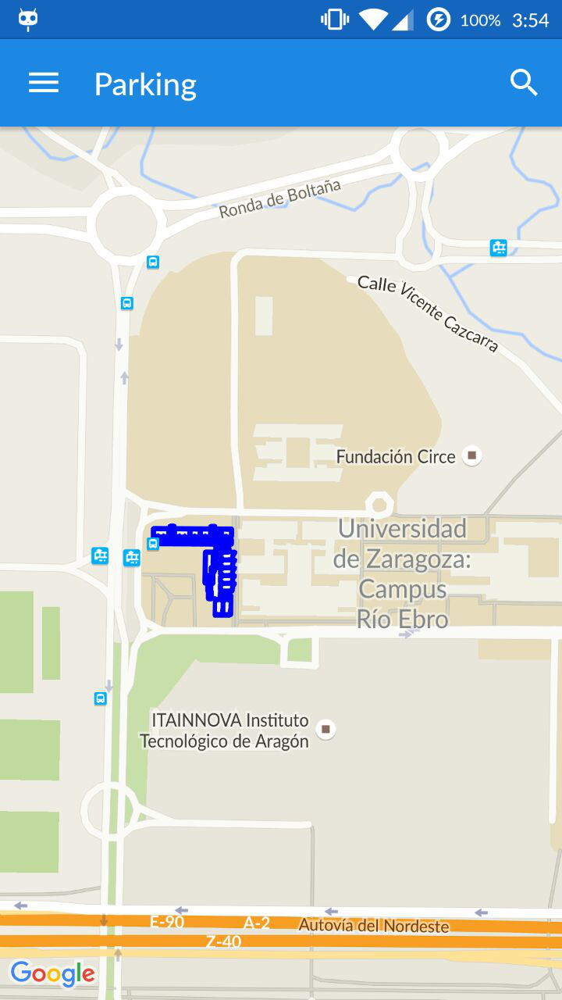 100% 3:54
Parking
Ronda de Boltaña
Calle Vicente Cazcarra
Fundación Circe
Universidad
de Zaragoza:
Campus
Río Ebro
ITAINNOVA Instituto
Tecnológico de Aragón
E-90 A-2 Autovía del Nordeste
Z-40
Google